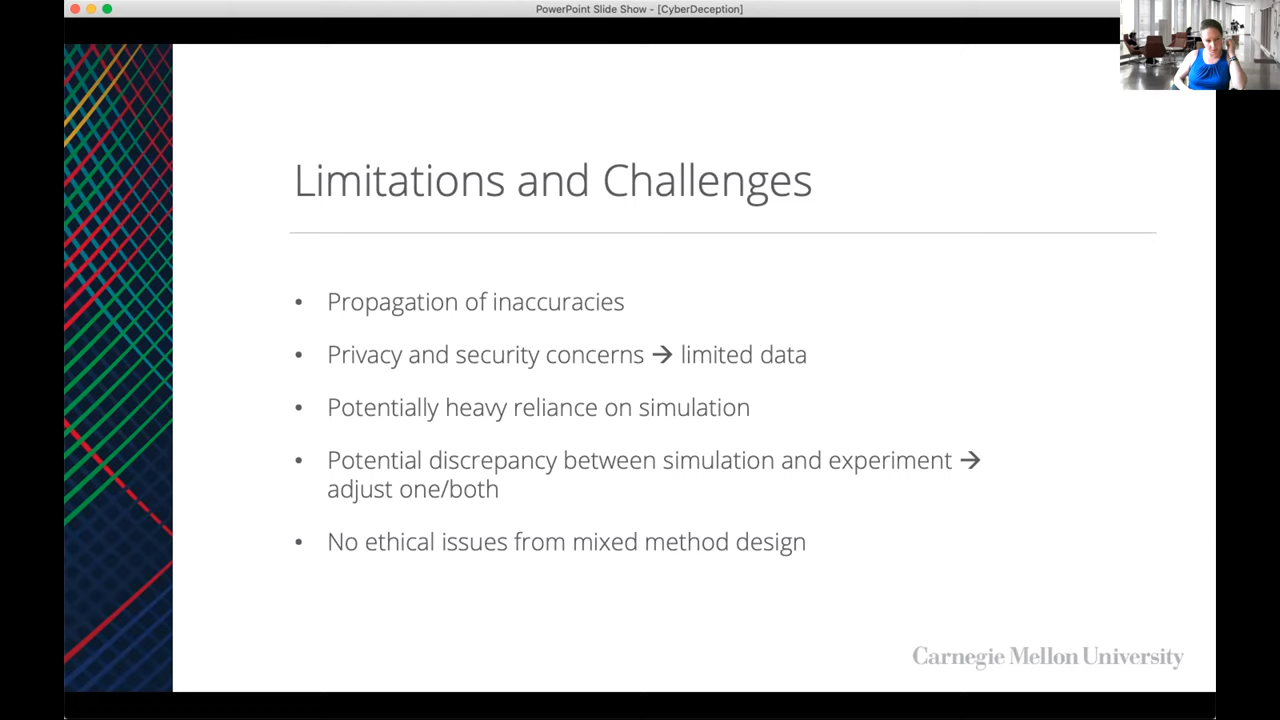 PowerPoint Slide Show - [CyberDeception]
Limitations and Challenges
• Propagation of inaccuracies
• Privacy and security concerns → limited data
• Potentially heavy reliance on simulation
• Potential discrepancy between simulation and experiment →
adjust one/both
• No ethical issues from mixed method design
Carnegie Mellon University